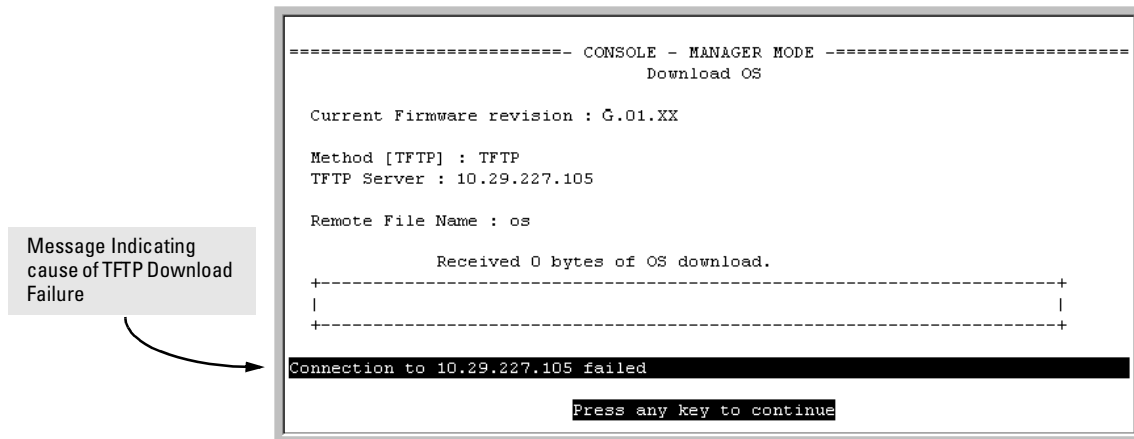 ==========================- CONSOLE - MANAGER MODE -============================
Download OS
Current Firmware revision : G.01.XX
Method [TFTP] : TFTP
TFTP Server : 10.29.227.105
Remote File Name : os
Received 0 bytes of OS download.
Message Indicating
cause of TFTP Download
Failure
Connection to 10.29.227.105 failed
Press any key to continue